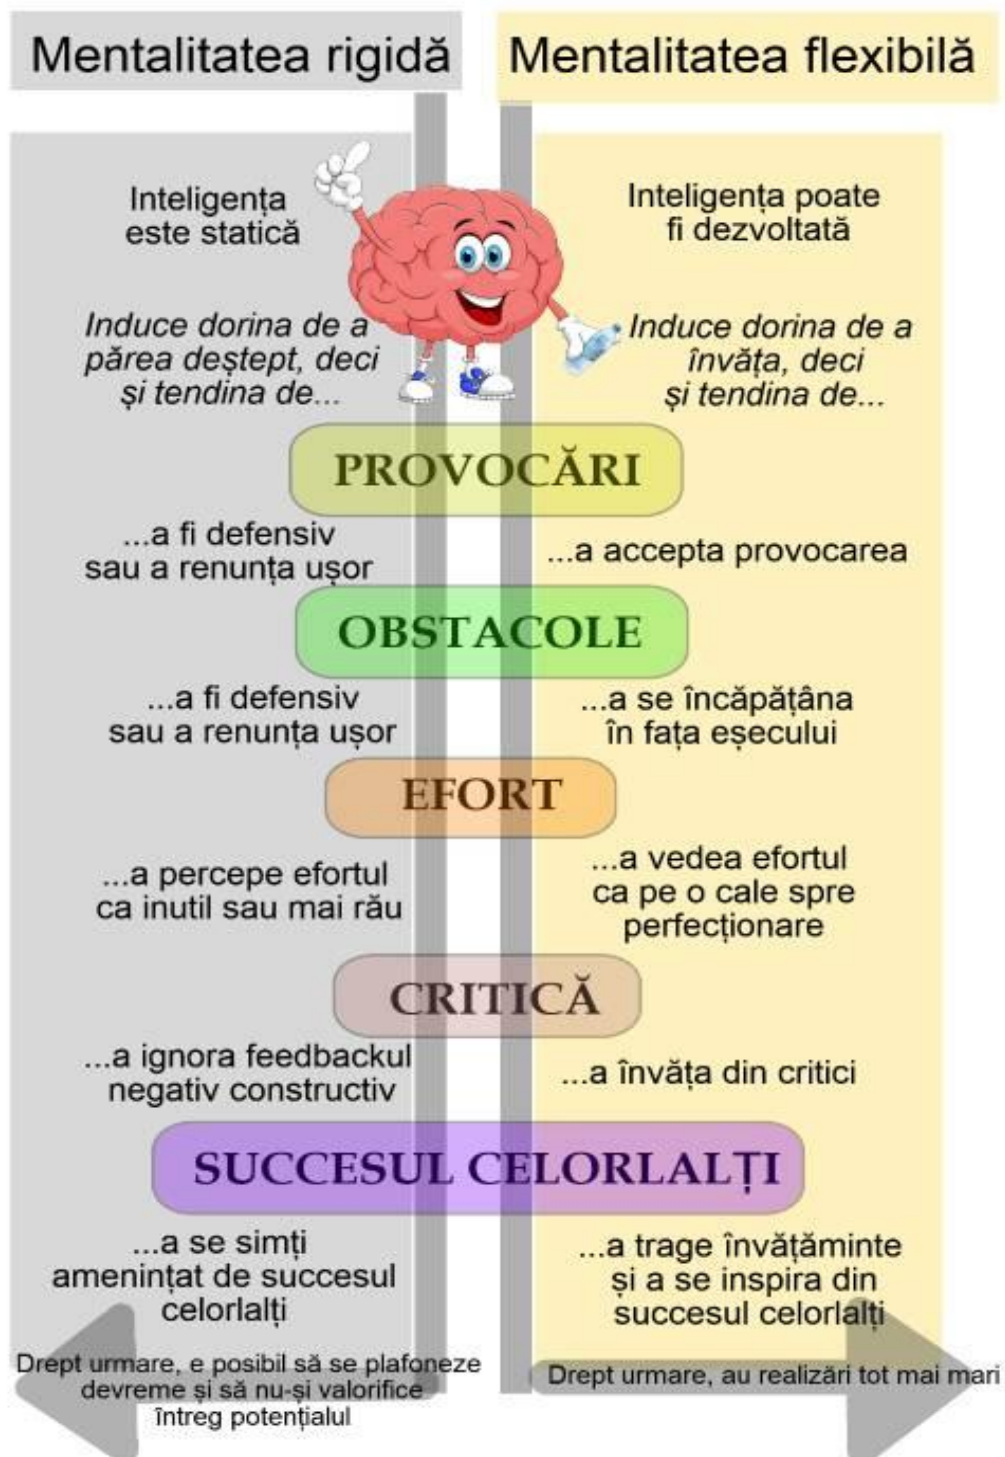 Mentalitatea rigidă
Mentalitatea flexibilă
Inteligența
este statică
Inteligența poate
fi dezvoltată
Induce dorina de a
părea deștept, deci
și tendina de...
Induce dorina de a
învăța, deci
și tendina de...
PROVOCĂRI
...a fi defensiv
sau a renunța ușor
...a accepta provocarea
OBSTACOLE
...a fi defensiv
sau a renunța ușor
...a se încăpățâna
în fața eșecului
EFORT
...a percepe efortul
ca inutil sau mai rău
...a vedea efortul
ca pe o cale spre
perfecționare
CRITICĂ
...a ignora feedbackul
negativ constructiv
...a învăța din critici
SUCCESUL CELORLALȚI
...a se simți
amenințat de succesul
celorlalți
...a trage învățăminte
și a se inspira din
succesul celorlalți
Drept urmare, e posibil să se plafoneze
devreme și să nu-și valorifice
întreg potențialul
Drept urmare, au realizări tot mai mari